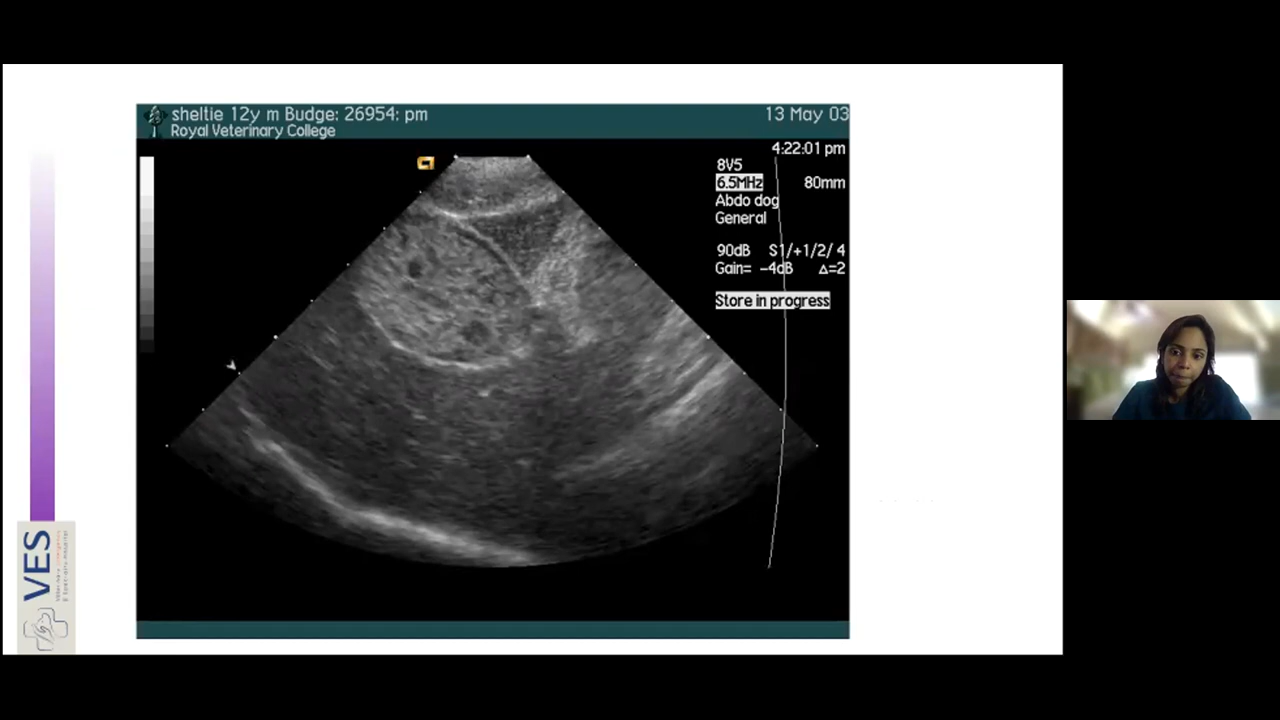 sheltie 12y m Budge: 26954: pm
13 May 03
Royal Veterinary College
4:22:01 pm
8V5
6.5MHz 80mm
Abdo dog
General
90dB S1/+1/2/ 4
Gain= -4dB Δ=2
Store in progress
VES